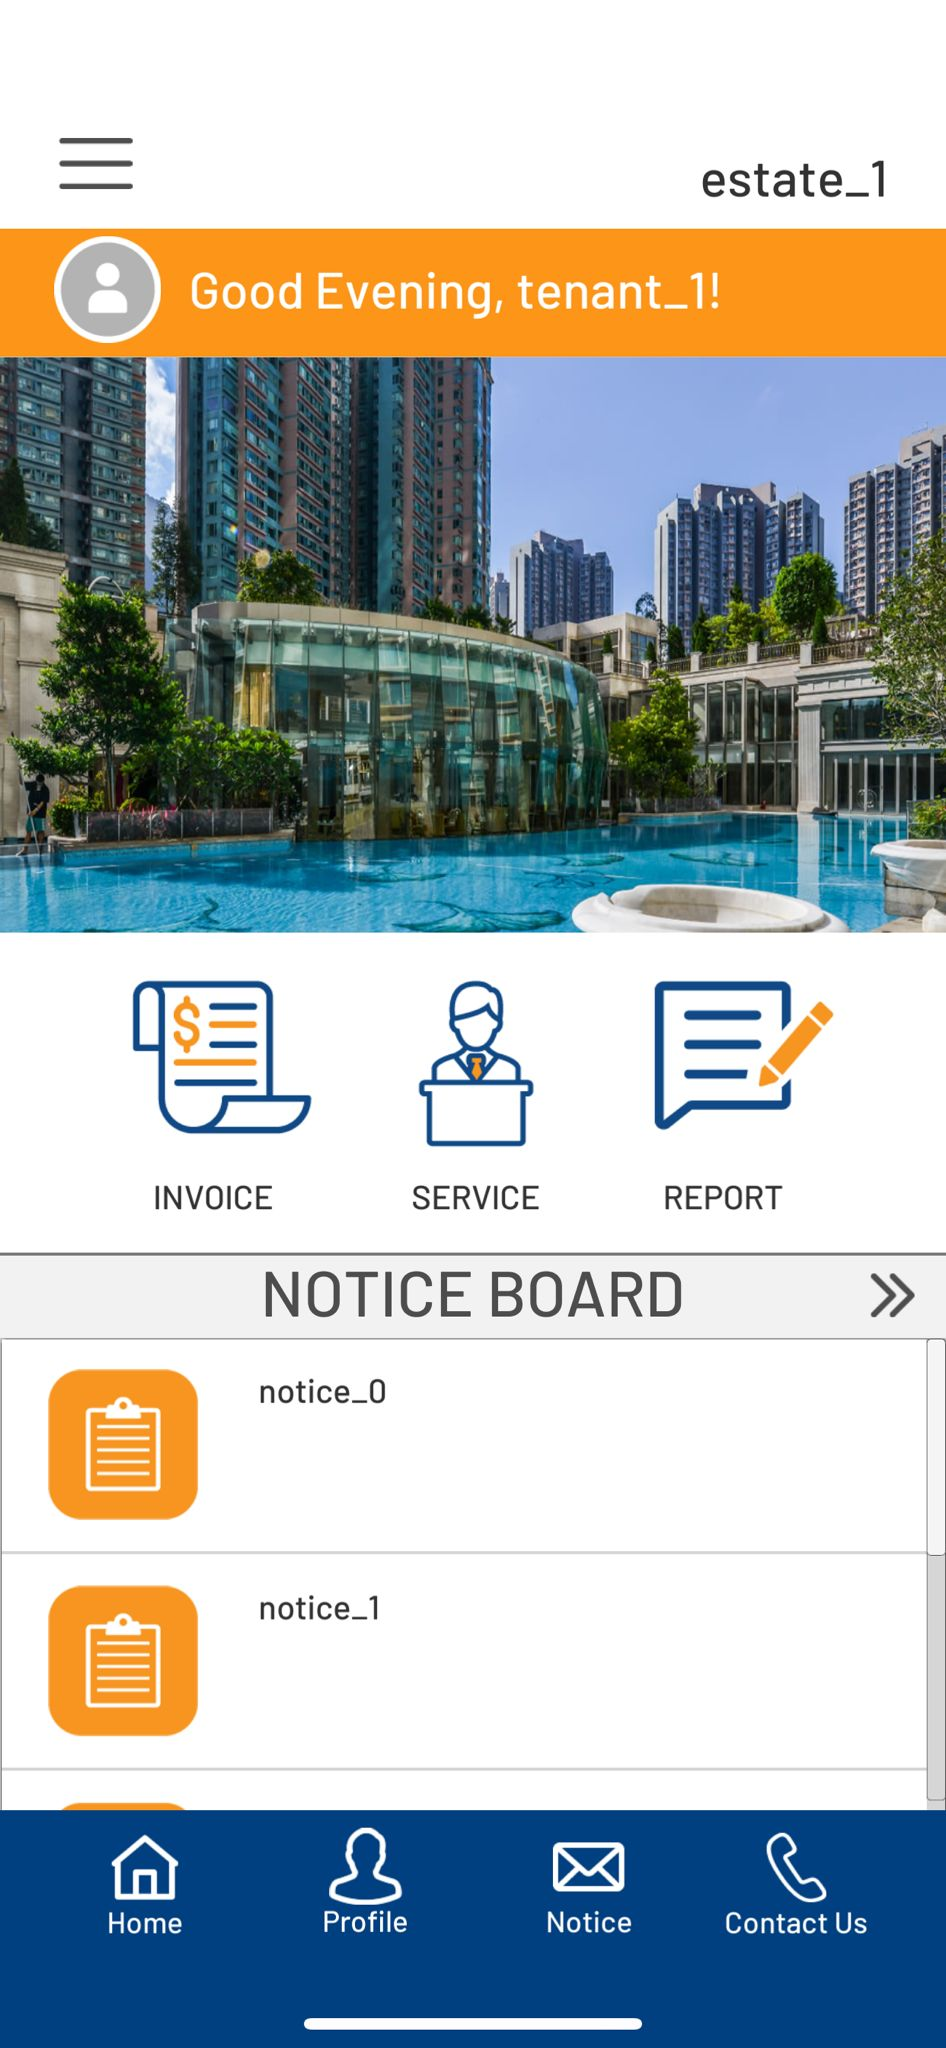 estate_1
Good Evening, tenant_1!
$
INVOICE
SERVICE
REPORT
NOTICE BOARD
notice_0
notice_1
Home
Profile
Notice
Contact Us